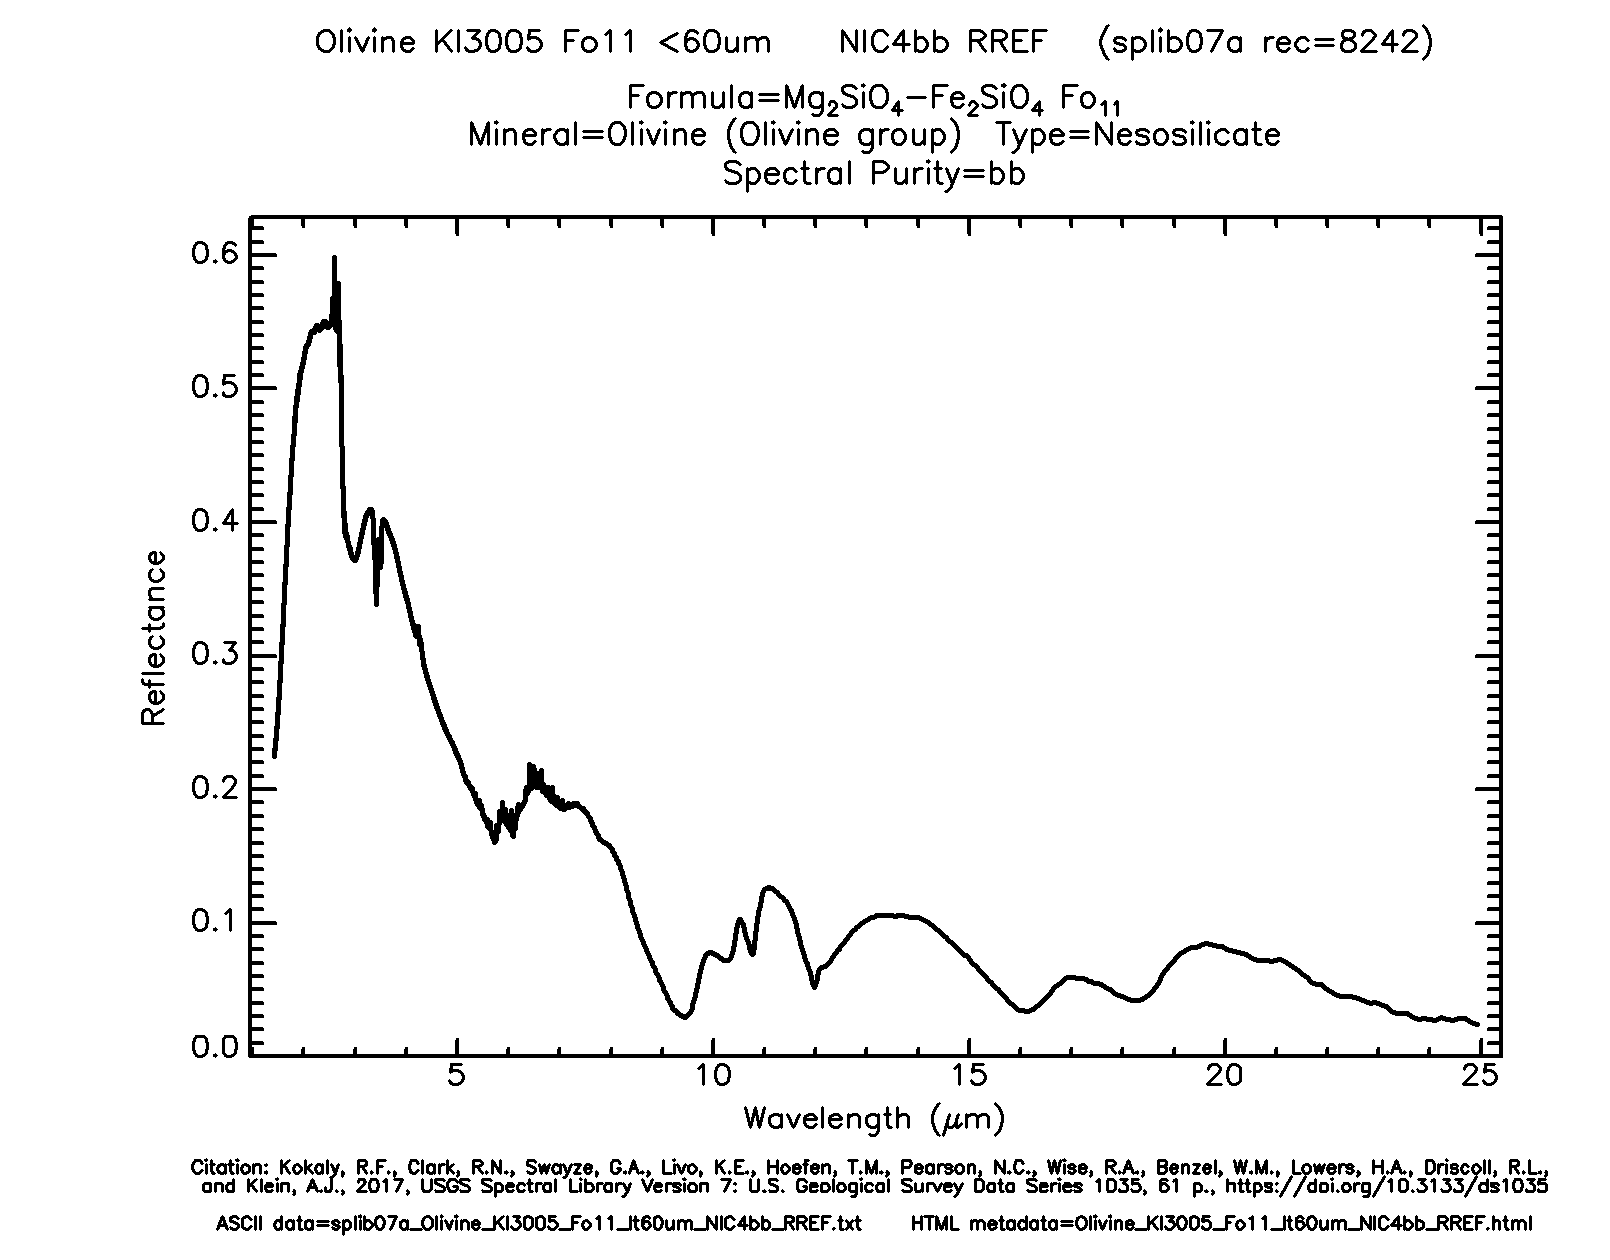 Olivine KI3005 Fo11 <60um NIC4bb RREF (splib07a rec=8242)
Formula=Mg₂SiO₄−Fe₂SiO₄ Fo₁₁
Mineral=Olivine (Olivine group) Type=Nesosilicate
Spectral Purity=bb
0.6
0.5
0.4
0.3
0.2
0.1
0.0
Reflectance
5 10 15 20 25
Wavelength (μm)
Citation: Kokaly, R.F., Clark, R.N., Swayze, G.A., Livo, K.E., Hoefen, T.M., Pearson, N.C., Wise, R.A., Benzel, W.M., Lowers, H.A., Driscoll, R.L.,
and Klein, A.J., 2017, USGS Spectral Library Version 7: U.S. Geological Survey Data Series 1035, 61 p., https://doi.org/10.3133/ds1035
ASCII data=splib07a_Olivine_KI3005_Fo11_lt60um_NIC4bb_RREF.txt HTML metadata=Olivine_KI3005_Fo11_lt60um_NIC4bb_RREF.html